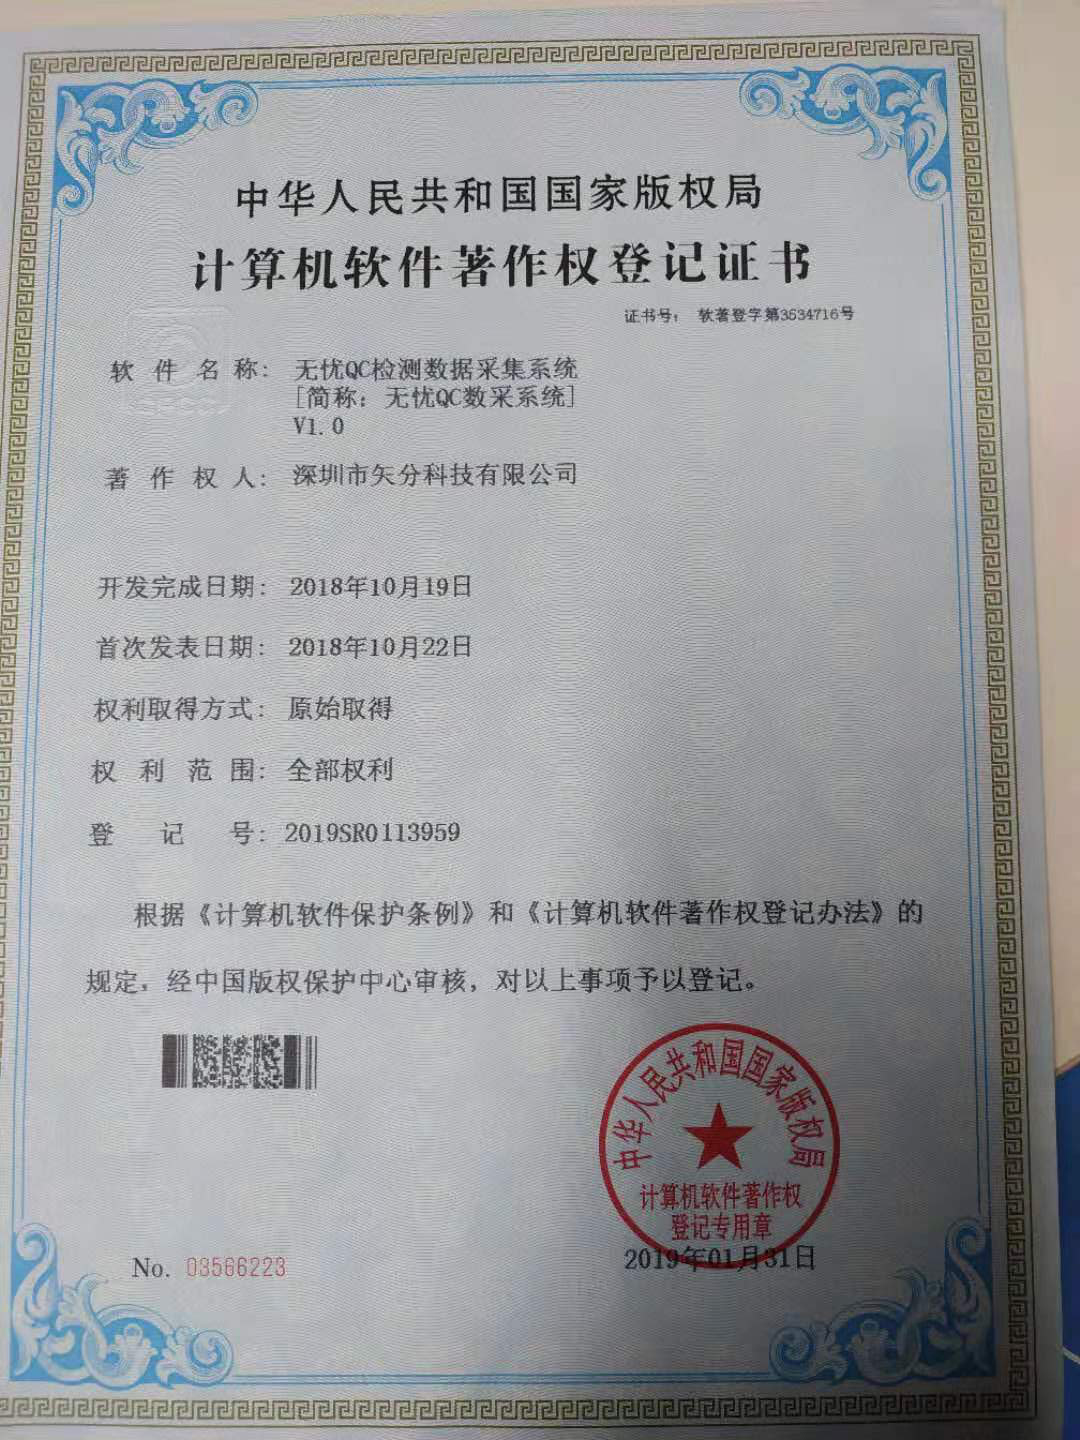 中华人民共和国国家版权局
计算机软件著作权登记证书
证书号： 软著登字第3534716号
软件名称： 无忧QC检测数据采集系统
[简称：无忧QC数采系统]
V1.0
著作权人： 深圳市矢分科技有限公司
开发完成日期： 2018年10月19日
首次发表日期： 2018年10月22日
权利取得方式： 原始取得
权利范围： 全部权利
登记号： 2019SR0113959
根据《计算机软件保护条例》和《计算机软件著作权登记办法》的
规定，经中国版权保护中心审核，对以上事项予以登记。
中华人民共和国国家版权局
计算机软件著作权
登记专用章
No. 03566223
2019年01月31日